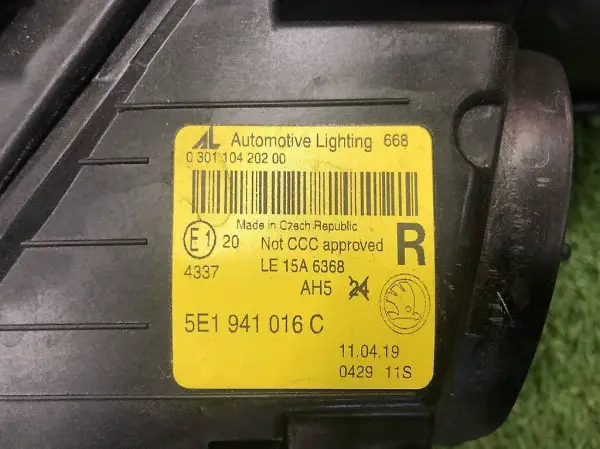 AL Automotive Lighting 668
0 301 104 202 00
Made in Czech Republic
E1 20 Not CCC approved R
4337 LE 15A 6368
AH5 24
5E1 941 016 C
11.04.19
0429 11S